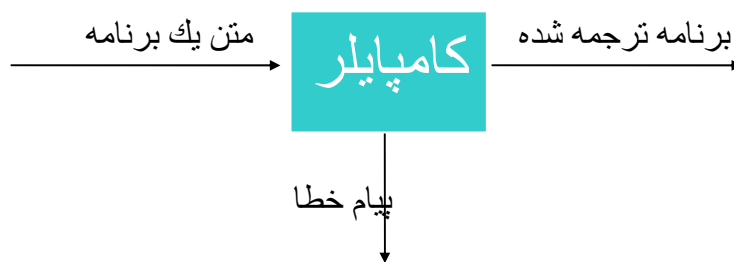 متن يك برنامه
كامپايلر
برنامه ترجمه شده
پيام خطا